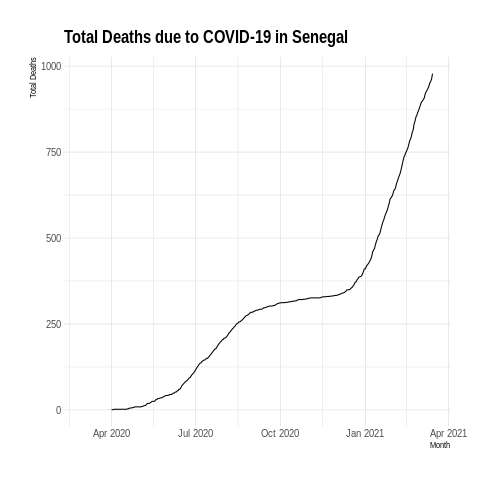 Total Deaths due to COVID-19 in Senegal
Total Deaths
1000
750
500
250
0
Apr 2020
Jul 2020
Oct 2020
Jan 2021
Apr 2021
Month